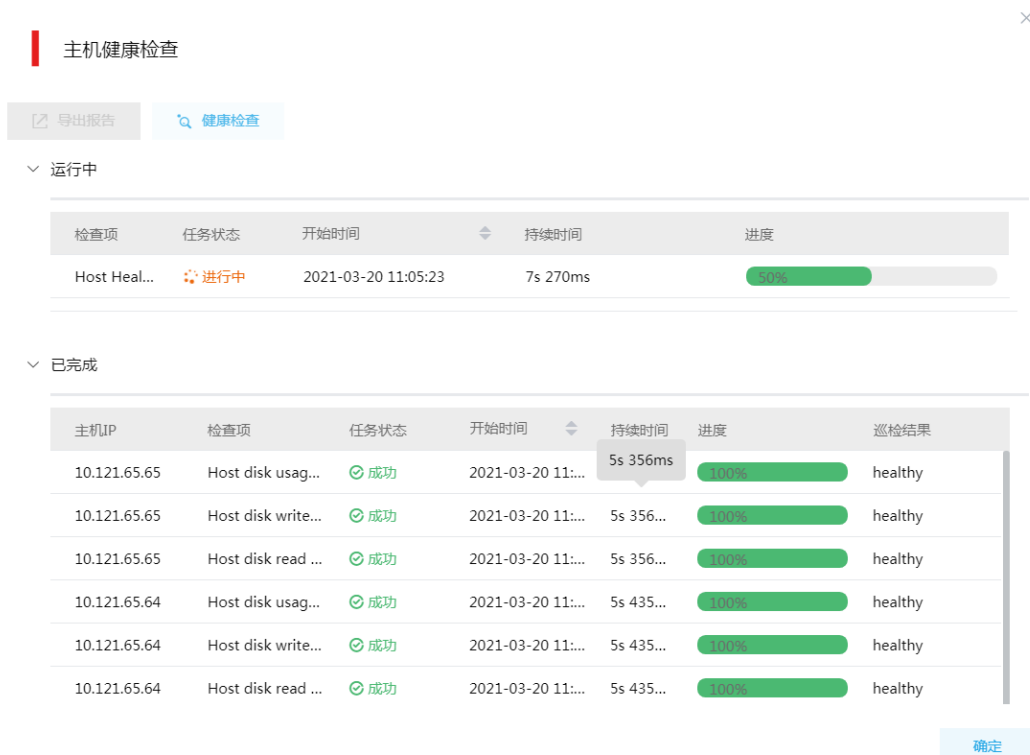 主机健康检查
导出报告 健康检查
运行中
检查项 任务状态 开始时间 持续时间 进度
Host Heal... 进行中 2021-03-20 11:05:23 7s 270ms 50%
已完成
主机IP 检查项 任务状态 开始时间 持续时间 进度 巡检结果
5s 356ms
10.121.65.65 Host disk usag... 成功 2021-03-20 11:... 100% healthy
10.121.65.65 Host disk write... 成功 2021-03-20 11:... 5s 356... 100% healthy
10.121.65.65 Host disk read ... 成功 2021-03-20 11:... 5s 356... 100% healthy
10.121.65.64 Host disk usag... 成功 2021-03-20 11:... 5s 435... 100% healthy
10.121.65.64 Host disk write... 成功 2021-03-20 11:... 5s 435... 100% healthy
10.121.65.64 Host disk read ... 成功 2021-03-20 11:... 5s 435... 100% healthy
确定